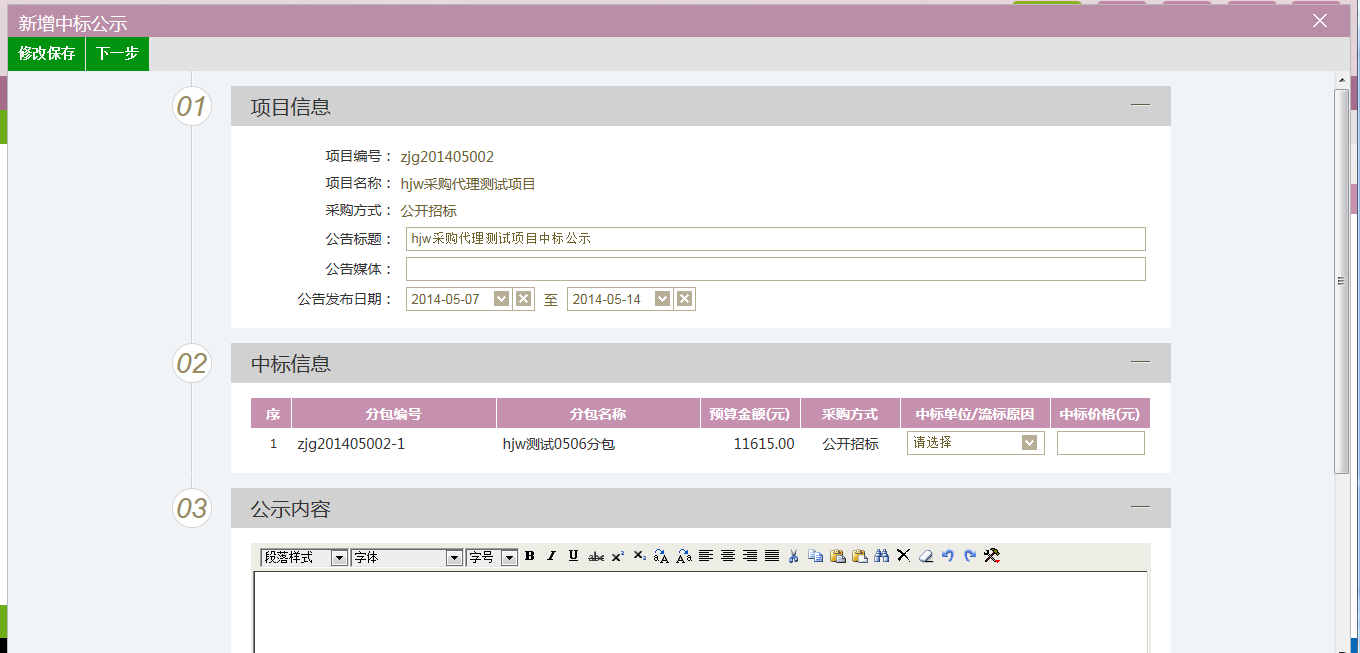 新增中标公示
修改保存 下一步
01 项目信息
项目编号： zjg201405002
项目名称： hjw采购代理测试项目
采购方式： 公开招标
公告标题： hjw采购代理测试项目中标公示
公告媒体：
公告发布日期： 2014-05-07 至 2014-05-14
02 中标信息
序 分包编号 分包名称 预算金额(元) 采购方式 中标单位/流标原因 中标价格(元)
1 zjg201405002-1 hjw测试0506分包 11615.00 公开招标 请选择
03 公示内容
段落样式 字体 字号 B I U abc x² x₂ aA Aa